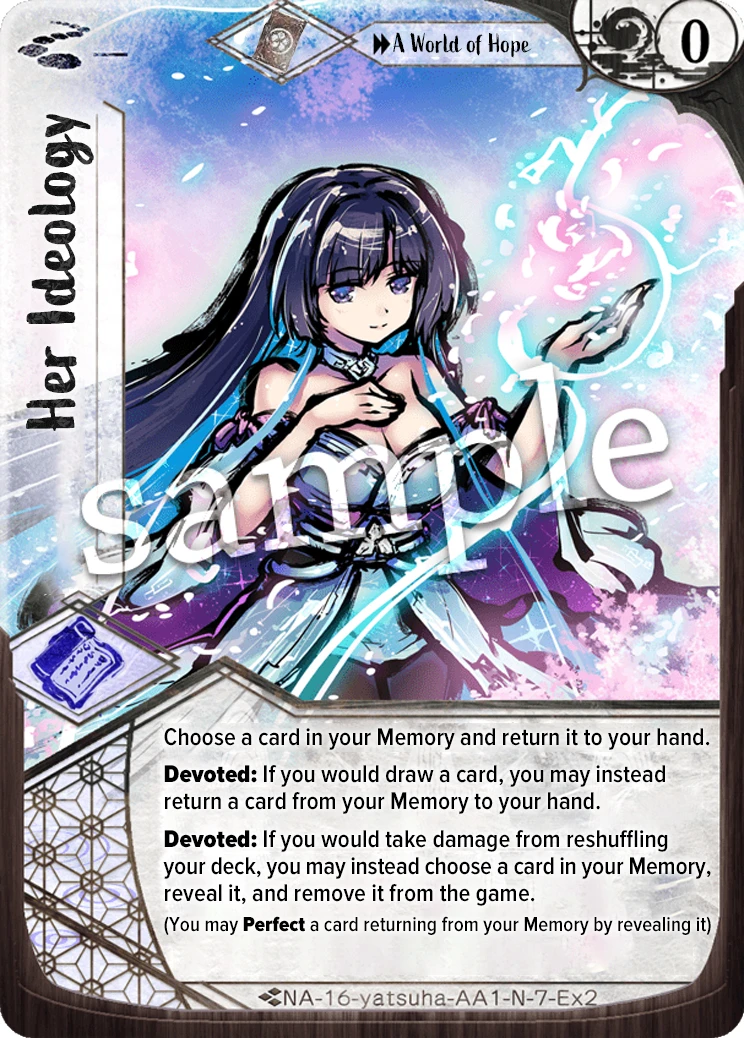 ▶▶A World of Hope
0
Her Ideology
sample
Choose a card in your Memory and return it to your hand.
Devoted: If you would draw a card, you may instead
return a card from your Memory to your hand.
Devoted: If you would take damage from reshuffling
your deck, you may instead choose a card in your Memory,
reveal it, and remove it from the game.
(You may Perfect a card returning from your Memory by revealing it)
NA-16-yatsuha-AA1-N-7-Ex2